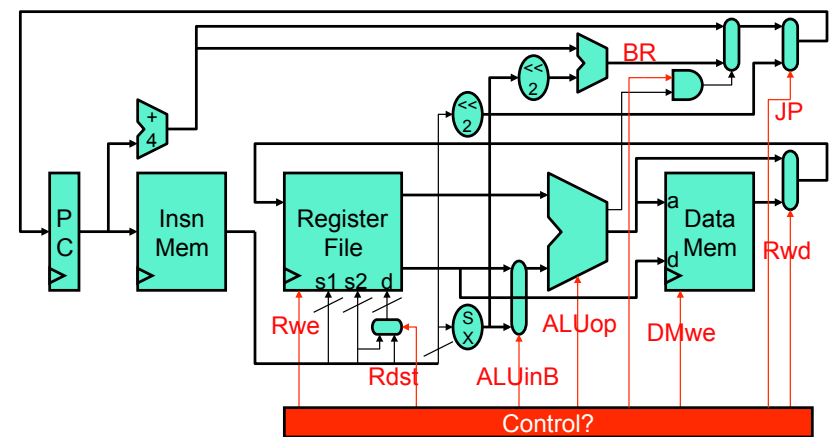 BR
<<
2
<<
2
+
4
JP
P
C
Insn
Mem
Register
File
s1 s2 d
a
Data
Mem
d
Rwd
S
X
Rwe
ALUop
DMwe
Rdst
ALUinB
Control?